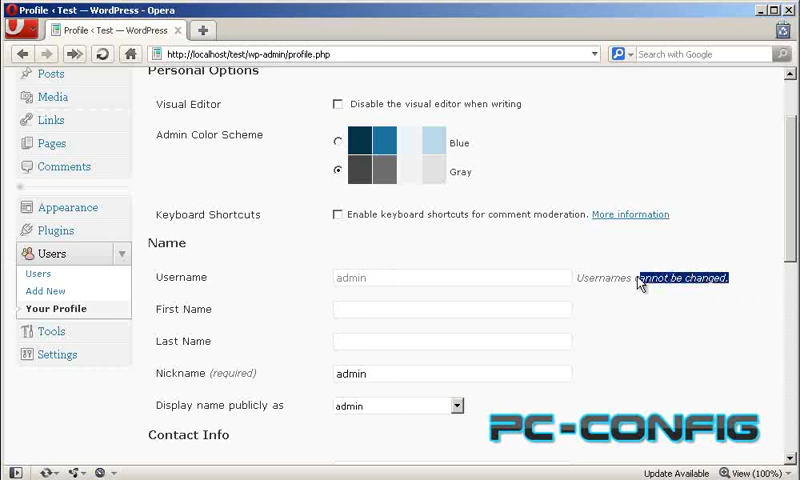 Profile ‹ Test — WordPress - Opera
Profile ‹ Test — WordPress
http://localhost/test/wp-admin/profile.php
Search with Google
Posts
Media
Links
Pages
Comments
Appearance
Plugins
Users
Users
Add New
Your Profile
Tools
Settings
Personal Options
Visual Editor
Disable the visual editor when writing
Admin Color Scheme
Blue
Gray
Keyboard Shortcuts
Enable keyboard shortcuts for comment moderation. More information
Name
Username
admin
Usernames cannot be changed.
First Name
Last Name
Nickname (required)
admin
Display name publicly as
admin
Contact Info
PC-CONFIG
Update Available
View (100%)